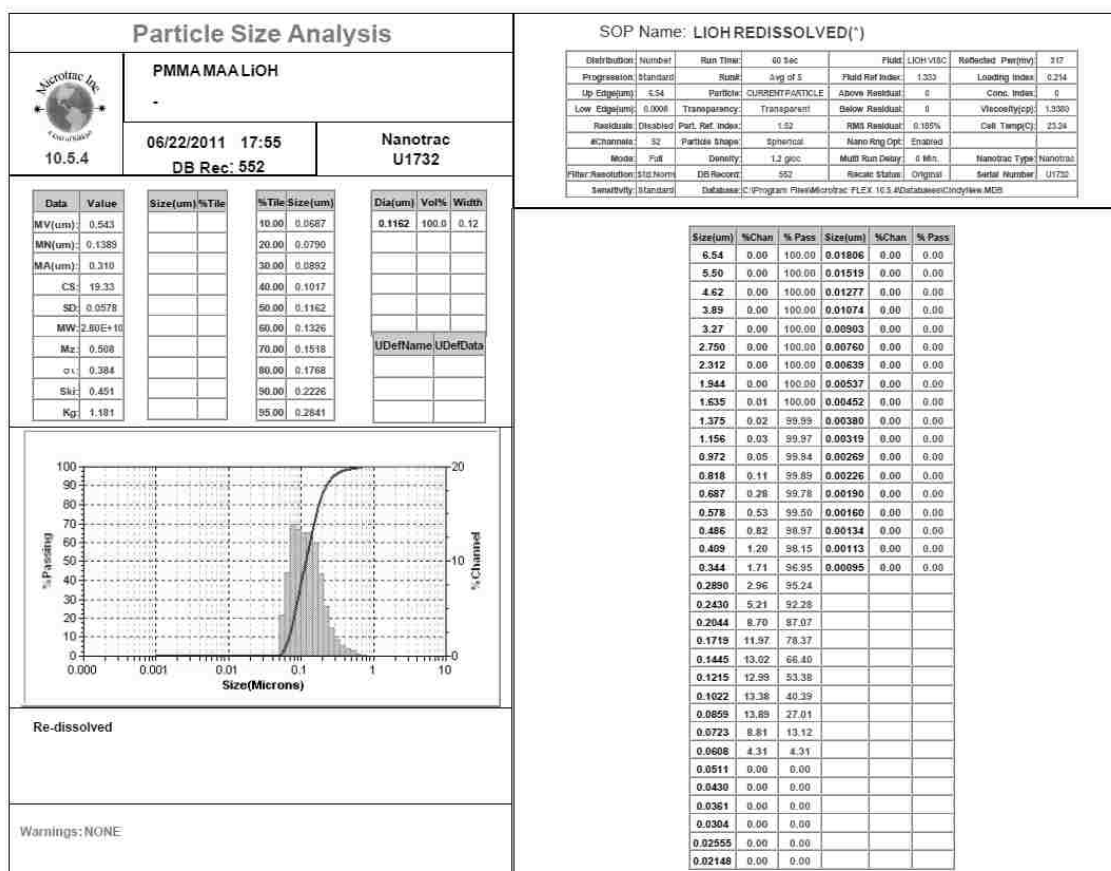 Particle Size Analysis
Microtrac Inc
10.5.4
PMMA MAA LiOH
-
06/22/2011 17:55
DB Rec: 552
Nanotrac
U1732
Data Value
MV(um): 0.543
MN(um): 0.1389
MA(um): 0.310
CS: 19.33
SD: 0.0578
MW: 2.80E+10
Mz: 0.508
σι: 0.384
Ski: 0.451
Kg: 1.181
Size(um) %Tile
%Tile Size(um)
10.00 0.0687
20.00 0.0790
30.00 0.0892
40.00 0.1017
50.00 0.1162
60.00 0.1326
70.00 0.1518
80.00 0.1768
90.00 0.2226
95.00 0.2841
Dia(um) Vol% Width
0.1162 100.0 0.12
UDefName UDefData
%Passing
100
90
80
70
60
50
40
30
20
10
0
20
10
0
%Channel
0.000 0.001 0.01 0.1 1 10
Size(Microns)
Re-dissolved
Warnings: NONE
SOP Name: LIOH REDISSOLVED(*)
Distribution: Number Run Time: 60 Sec Fluid: LIOH VISC Reflected Pwr(mv): 317
Progression: Standard Run#: Avg of 5 Fluid Ref Index: 1.333 Loading Index 0.214
Up Edge(um): 6.54 Particle: CURRENT PARTICLE Above Residual: 0 Conc. Index: 0
Low Edge(um): 0.0008 Transparency: Transparent Below Residual: 0 Viscosity(cp):
Residuals: Disabled Part. Ref. Index: 1.52 RMS Residual: 0.185% Cell Temp(C): 23.24
#Channels: 52 Particle Shape: Spherical Nano Rng Opt: Enabled
Mode: Full Density: 1.2 g/cc Multi Run Delay: 0 Min. Nanotrac Type: Nanotrac
Filter:Resolution: Std:Norm DB Record: 552 Recalc Status: Original Serial Number: U1732
Sensitivity: Standard Database: C:\Program Files\Microtrac FLEX 10.5.4\Databases\CindyNew.MDB
Size(um) %Chan % Pass Size(um) %Chan % Pass
6.54 0.00 100.00 0.01806 0.00 0.00
5.50 0.00 100.00 0.01519 0.00 0.00
4.62 0.00 100.00 0.01277 0.00 0.00
3.89 0.00 100.00 0.01074 0.00 0.00
3.27 0.00 100.00 0.00903 0.00 0.00
2.750 0.00 100.00 0.00760 0.00 0.00
2.312 0.00 100.00 0.00639 0.00 0.00
1.944 0.00 100.00 0.00537 0.00 0.00
1.635 0.01 100.00 0.00452 0.00 0.00
1.375 0.02 99.99 0.00380 0.00 0.00
1.156 0.03 99.97 0.00319 0.00 0.00
0.972 0.05 99.94 0.00269 0.00 0.00
0.818 0.11 99.89 0.00226 0.00 0.00
0.687 0.28 99.78 0.00190 0.00 0.00
0.578 0.53 99.50 0.00160 0.00 0.00
0.486 0.82 98.97 0.00134 0.00 0.00
0.409 1.20 98.15 0.00113 0.00 0.00
0.344 1.71 96.95 0.00095 0.00 0.00
0.2890 2.96 95.24
0.2430 5.21 92.28
0.2044 8.70 87.07
0.1719 11.97 78.37
0.1445 13.02 66.40
0.1215 12.99 53.38
0.1022 13.38 40.39
0.0859 13.89 27.01
0.0723 8.81 13.12
0.0608 4.31 4.31
0.0511 0.00 0.00
0.0430 0.00 0.00
0.0361 0.00 0.00
0.0304 0.00 0.00
0.02555 0.00 0.00
0.02148 0.00 0.00